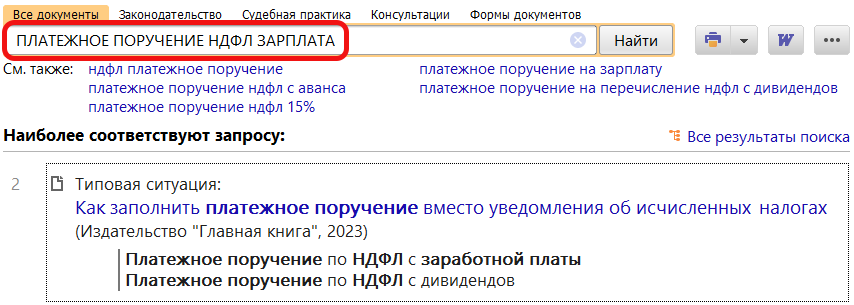 Все документы Законодательство Судебная практика Консультации Формы документов
ПЛАТЕЖНОЕ ПОРУЧЕНИЕ НДФЛ ЗАРПЛАТА Найти W
См. также: ндфл платежное поручение платежное поручение на зарплату
платежное поручение ндфл с аванса платежное поручение на перечисление ндфл с дивидендов
платежное поручение ндфл 15%
Наиболее соответствуют запросу: Все результаты поиска
2 Типовая ситуация:
Как заполнить платежное поручение вместо уведомления об исчисленных налогах
(Издательство "Главная книга", 2023)
Платежное поручение по НДФЛ с заработной платы
Платежное поручение по НДФЛ с дивидендов